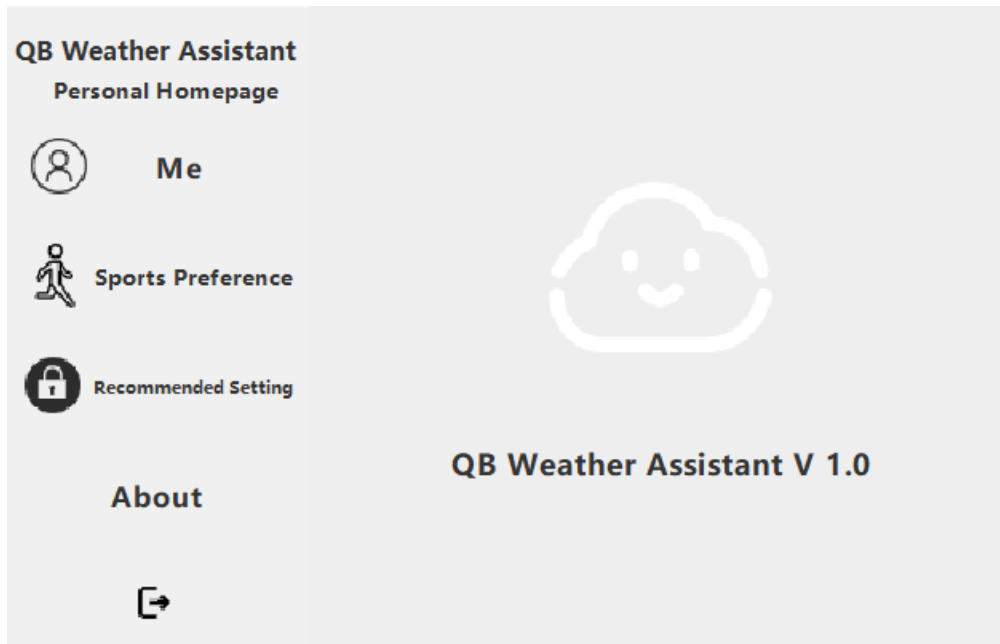 QB Weather Assistant
Personal Homepage
Me
Sports Preference
Recommended Setting
About
QB Weather Assistant V 1.0